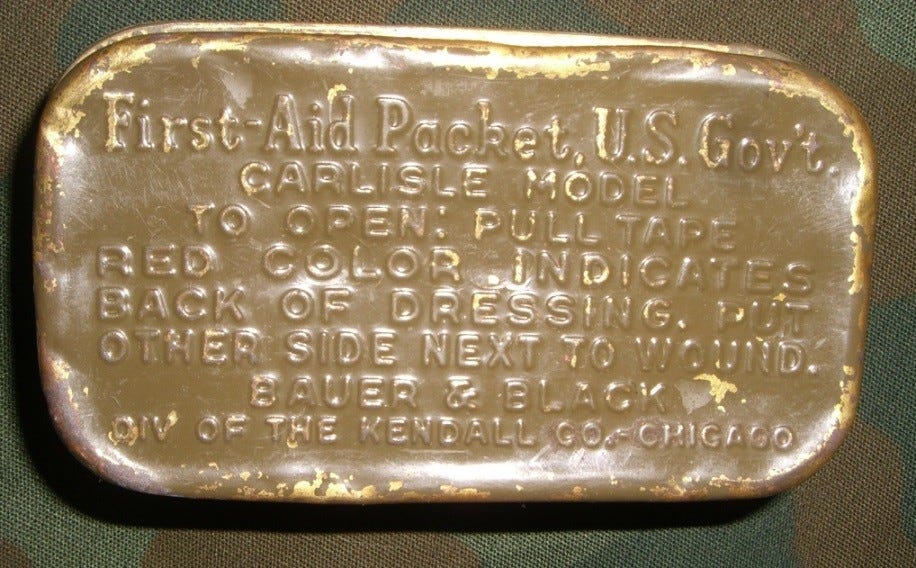 First-Aid Packet, U.S. Gov't.
CARLISLE MODEL
TO OPEN: PULL TAPE
RED COLOR INDICATES
BACK OF DRESSING. PUT
OTHER SIDE NEXT TO WOUND.
BAUER & BLACK
DIV OF THE KENDALL CO.-CHICAGO